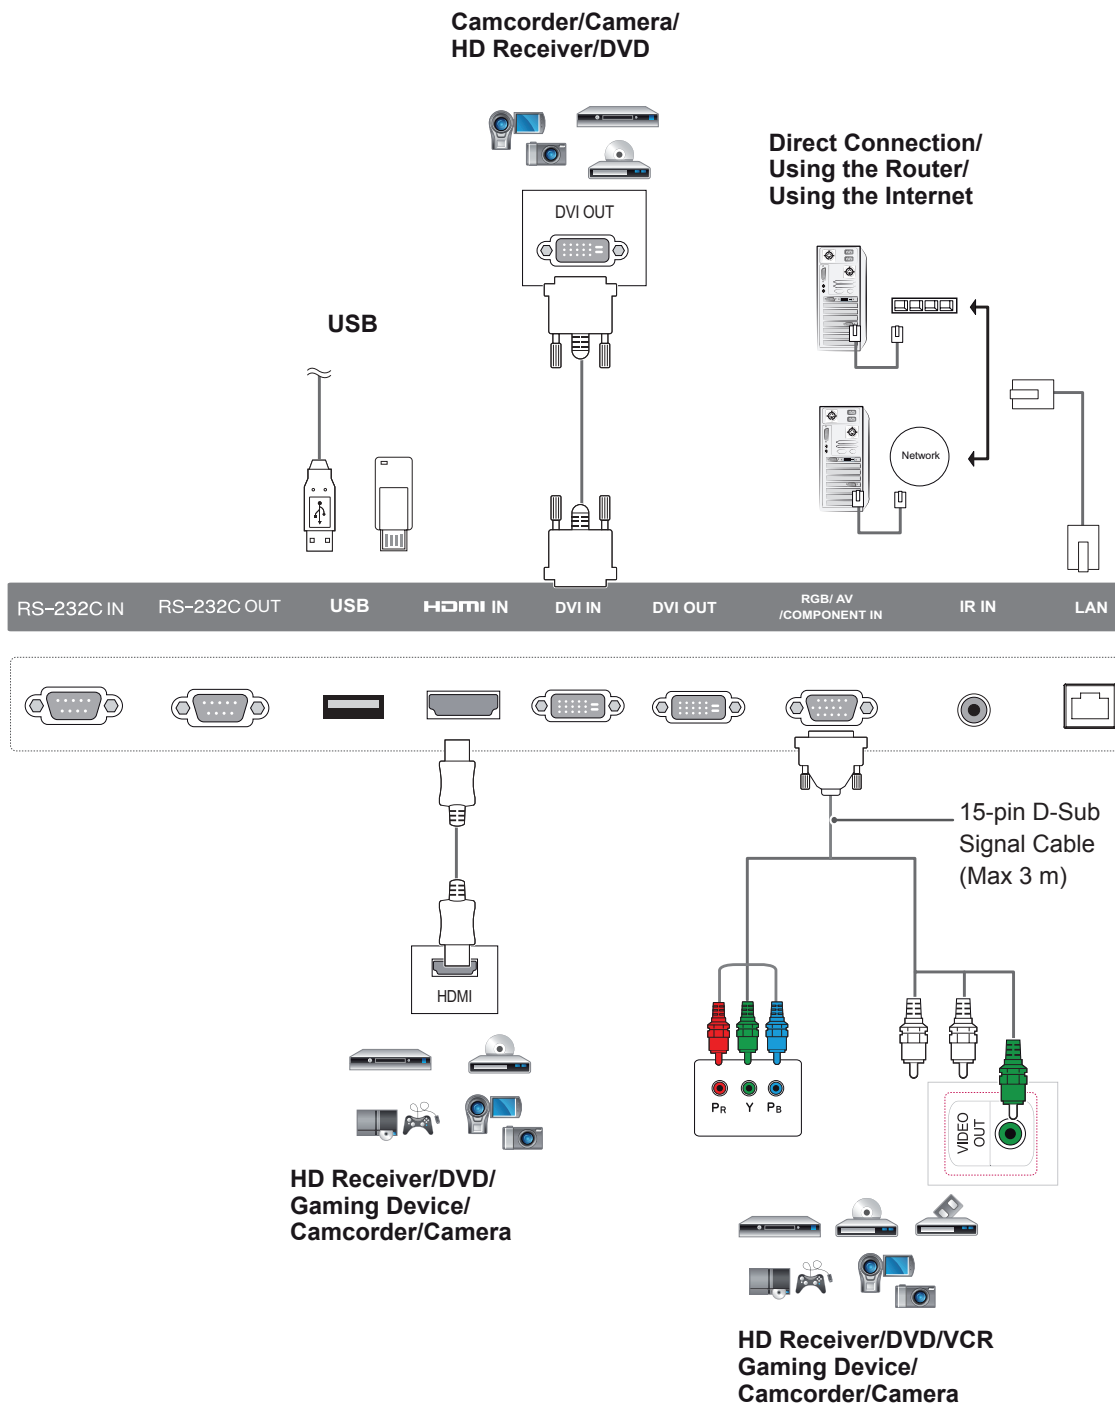 Camcorder/Camera/
HD Receiver/DVD
DVI OUT
Direct Connection/
Using the Router/
Using the Internet
USB
Network
RS-232C IN
RS-232C OUT
USB
HDMI IN
DVI IN
DVI OUT
RGB/ AV
/COMPONENT IN
IR IN
LAN
15-pin D-Sub
Signal Cable
(Max 3 m)
HDMI
PR Y PB
VIDEO
OUT
HD Receiver/DVD/
Gaming Device/
Camcorder/Camera
HD Receiver/DVD/VCR
Gaming Device/
Camcorder/Camera